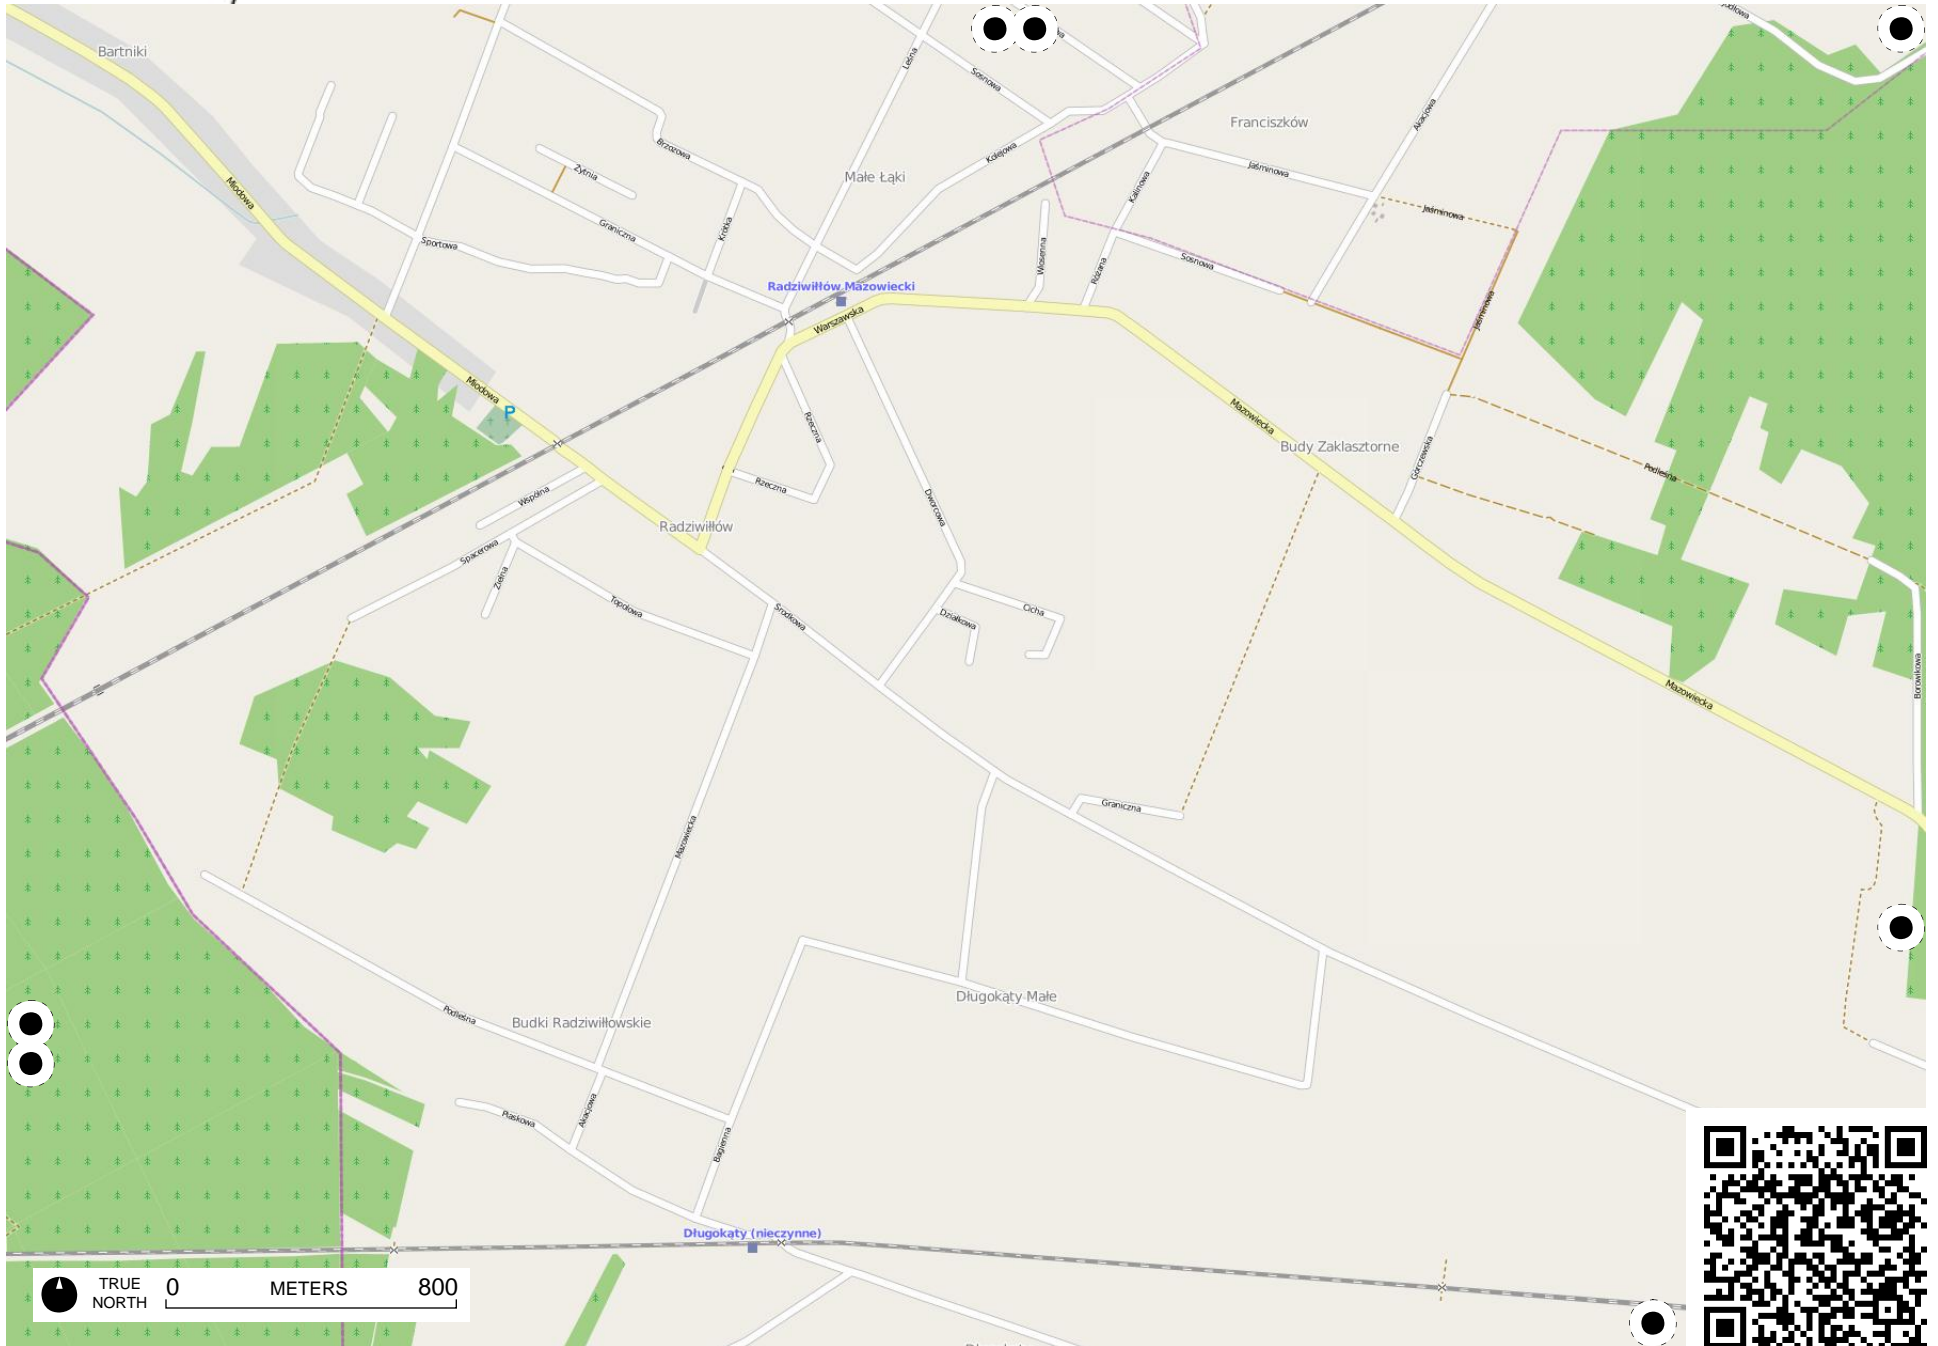 Bartniki
Leśna
Sosnowa
Franciszków
Akacjowa
Brzozowa
Kolejowa
Żytnia
Małe Łąki
Jaśminowa
Miodowa
Kalinowa
Jaśminowa
Krótka
Graniczna
Sportowa
Wiosenna
Różana
Sosnowa
Radziwiłłów Mazowiecki
Warszawska
Jaśminowa
Miodowa
P
Rzeczna
Mazowiecka
Budy Zaklasztorne
Górczewska
Podleśna
Rzeczna
Wspólna
Dworcowa
Radziwiłłów
Spacerowa
Zielna
Topolowa
Środkowa
Działkowa
Cicha
Borowikowa
Mazowiecka
Graniczna
Mazowiecka
Długokąty Małe
Podleśna
Budki Radziwiłłowskie
Piaskowa
Akacjowa
Bagienna
Długokąty (nieczynne)
TRUE NORTH
0 METERS 800